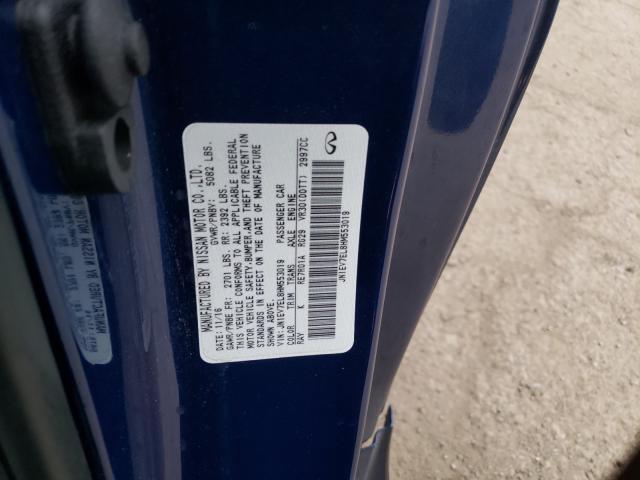 MANUFACTURED BY NISSAN MOTOR CO.,LTD.
DATE: 11/16 GVWR/PNBV: 5082 LBS.
GAWR/PNBE FR: 2701 LBS. RR: 2392 LBS.
THIS VEHICLE CONFORMS TO ALL APPLICABLE FEDERAL
MOTOR VEHICLE SAFETY,BUMPER,AND THEFT PREVENTION
STANDARDS IN EFFECT ON THE DATE OF MANUFACTURE
SHOWN ABOVE.
VIN:JN1EV7EL8HM553019 PASSENGER CAR
COLOR TRIM TRANS AXLE ENGINE
RAY K RE7R01A RG29 VR30(DDTT) 2997CC
JN1EV7EL8HM553019